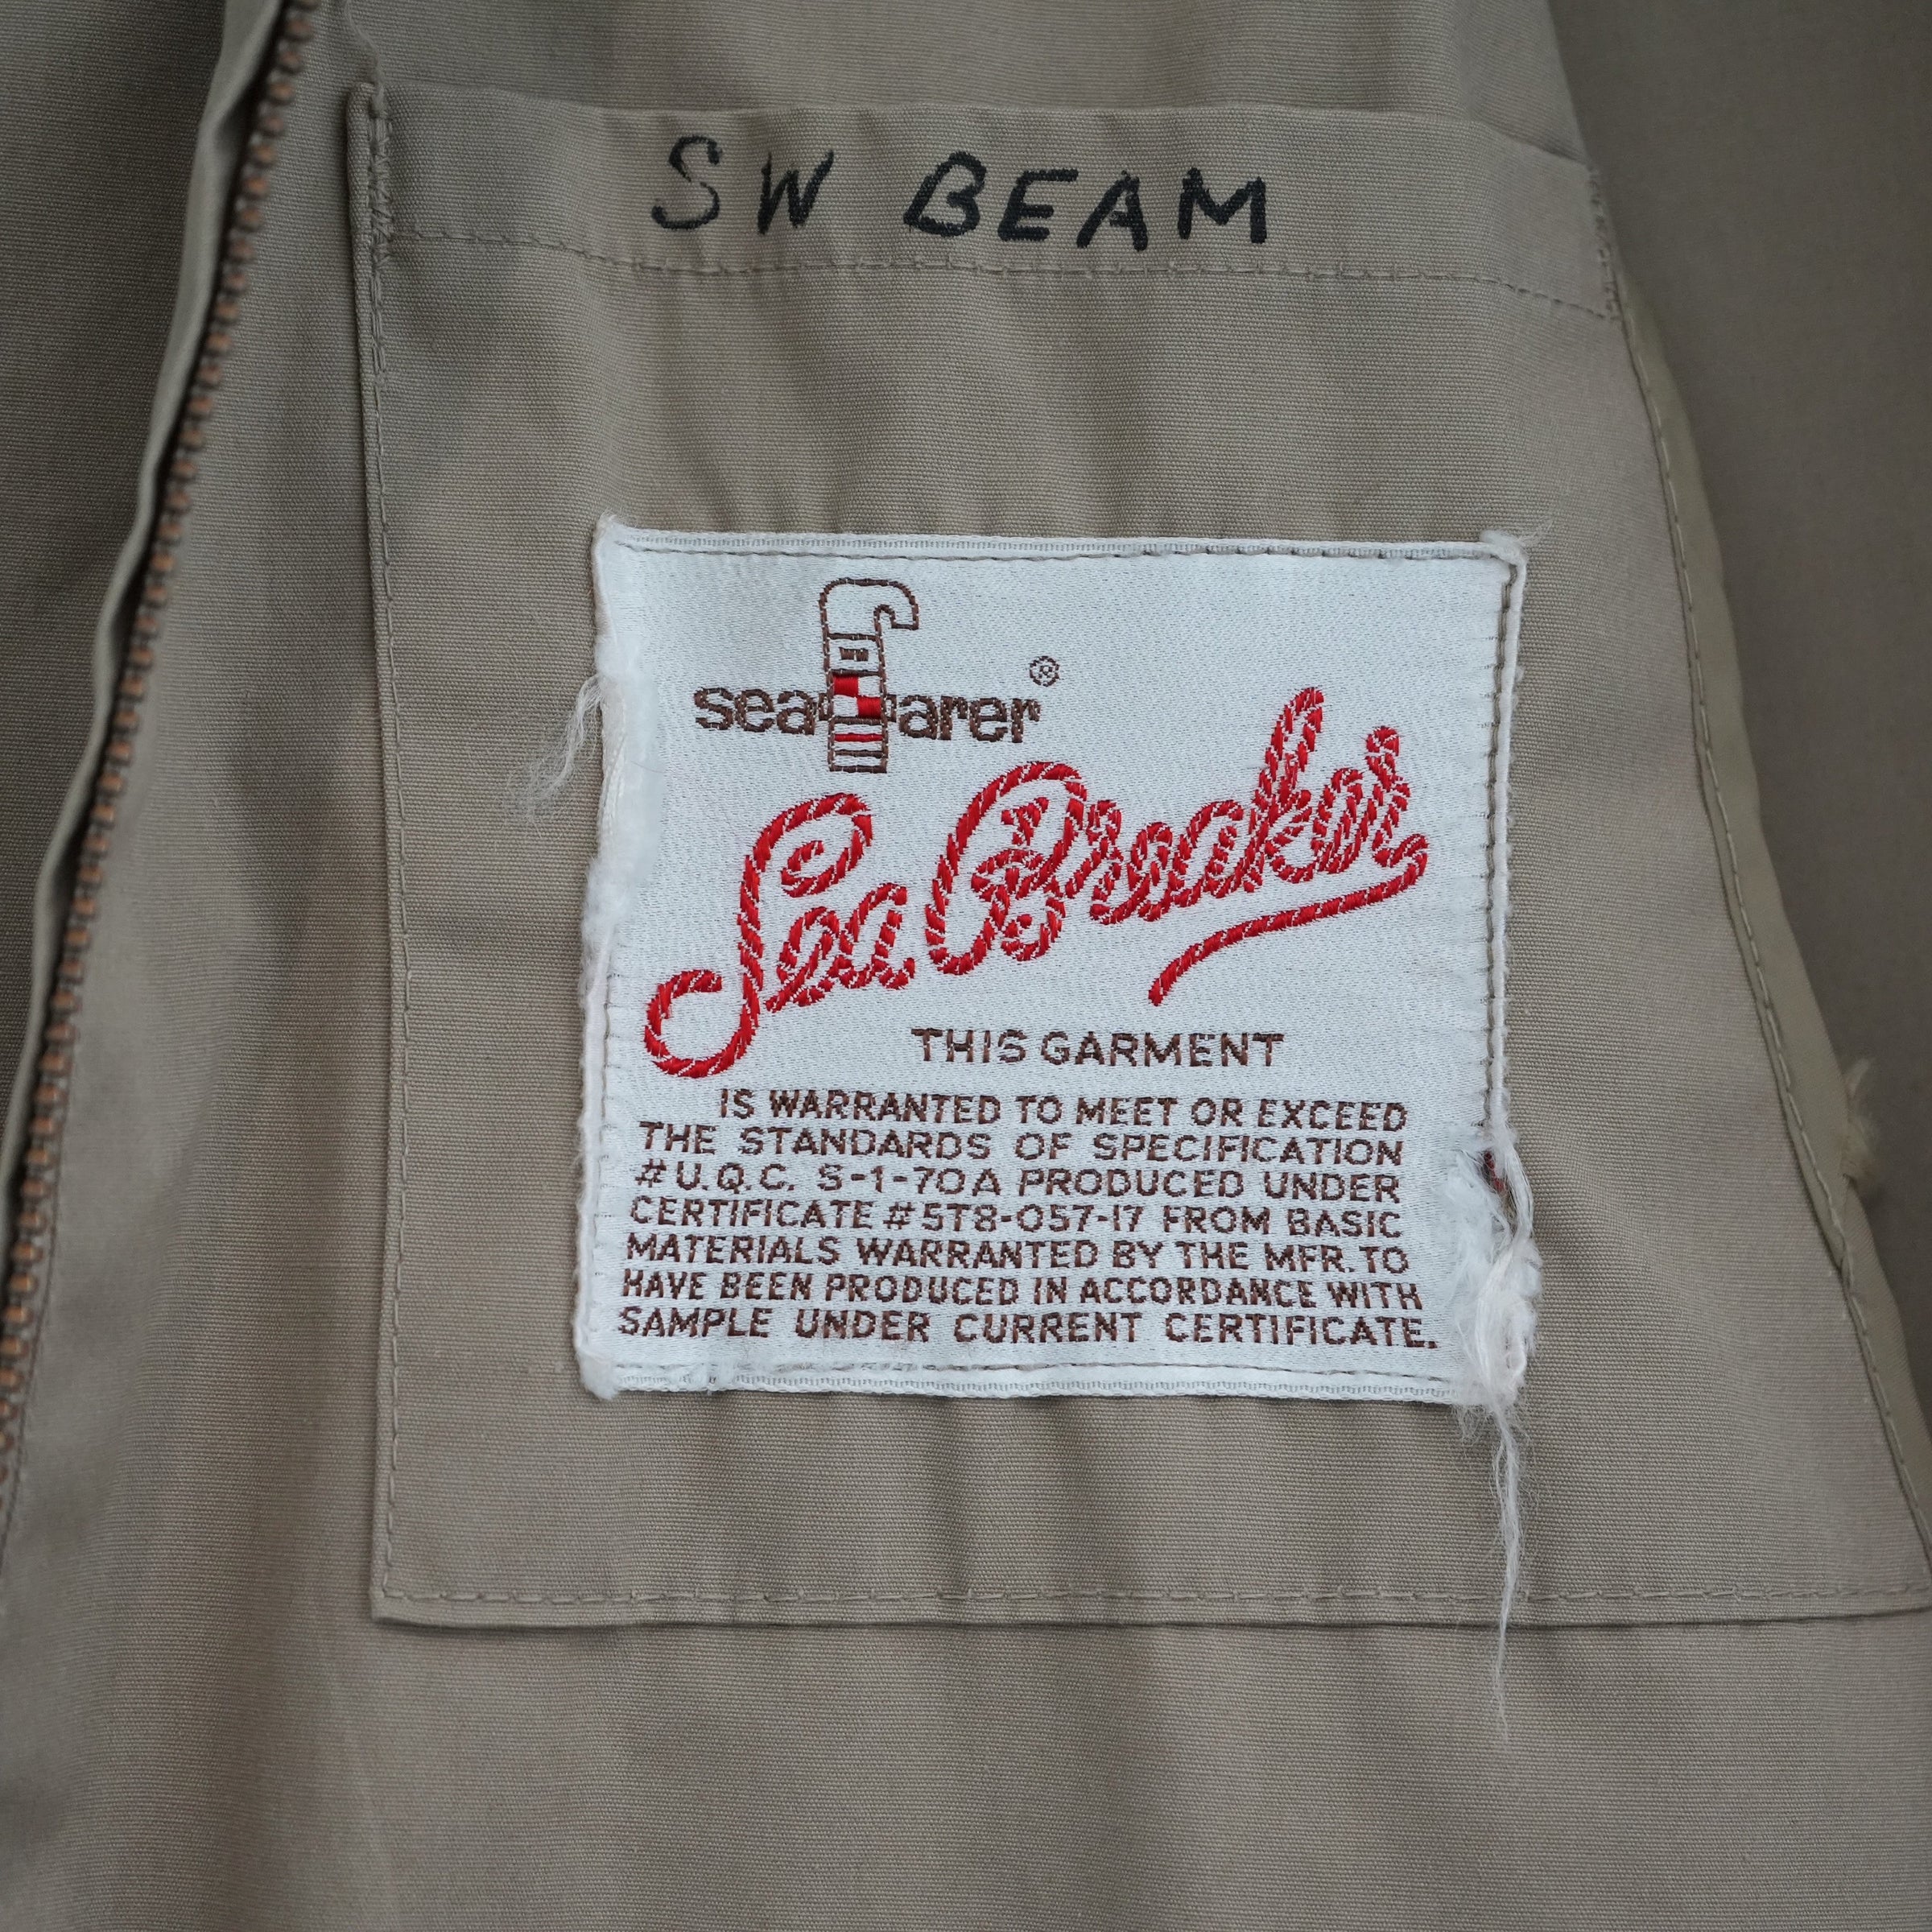 SW BEAM
seafarer®
Sea Breaker
THIS GARMENT
IS WARRANTED TO MEET OR EXCEED
THE STANDARDS OF SPECIFICATION
#U.Q.C. S-1-70A PRODUCED UNDER
CERTIFICATE #5T8-057-17 FROM BASIC
MATERIALS WARRANTED BY THE MFR. TO
HAVE BEEN PRODUCED IN ACCORDANCE WITH
SAMPLE UNDER CURRENT CERTIFICATE.